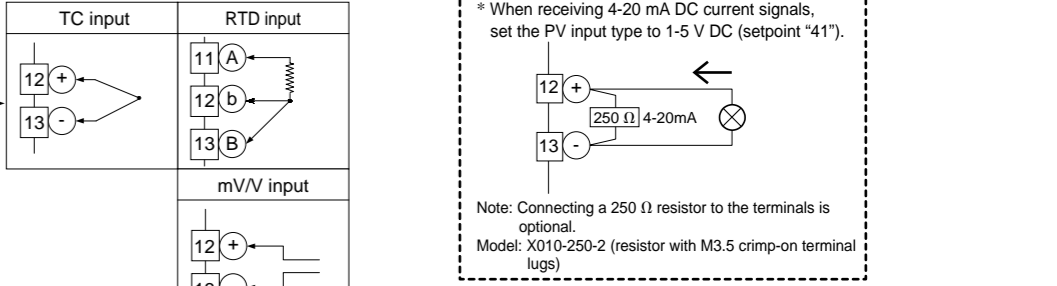 TC input
12 +
13 -
RTD input
11 A
12 b
13 B
mV/V input
12 +
* When receiving 4-20 mA DC current signals,
set the PV input type to 1-5 V DC (setpoint “41”).
12 +
250 Ω 4-20mA
13 -
Note: Connecting a 250 Ω resistor to the terminals is
optional.
Model: X010-250-2 (resistor with M3.5 crimp-on terminal
lugs)